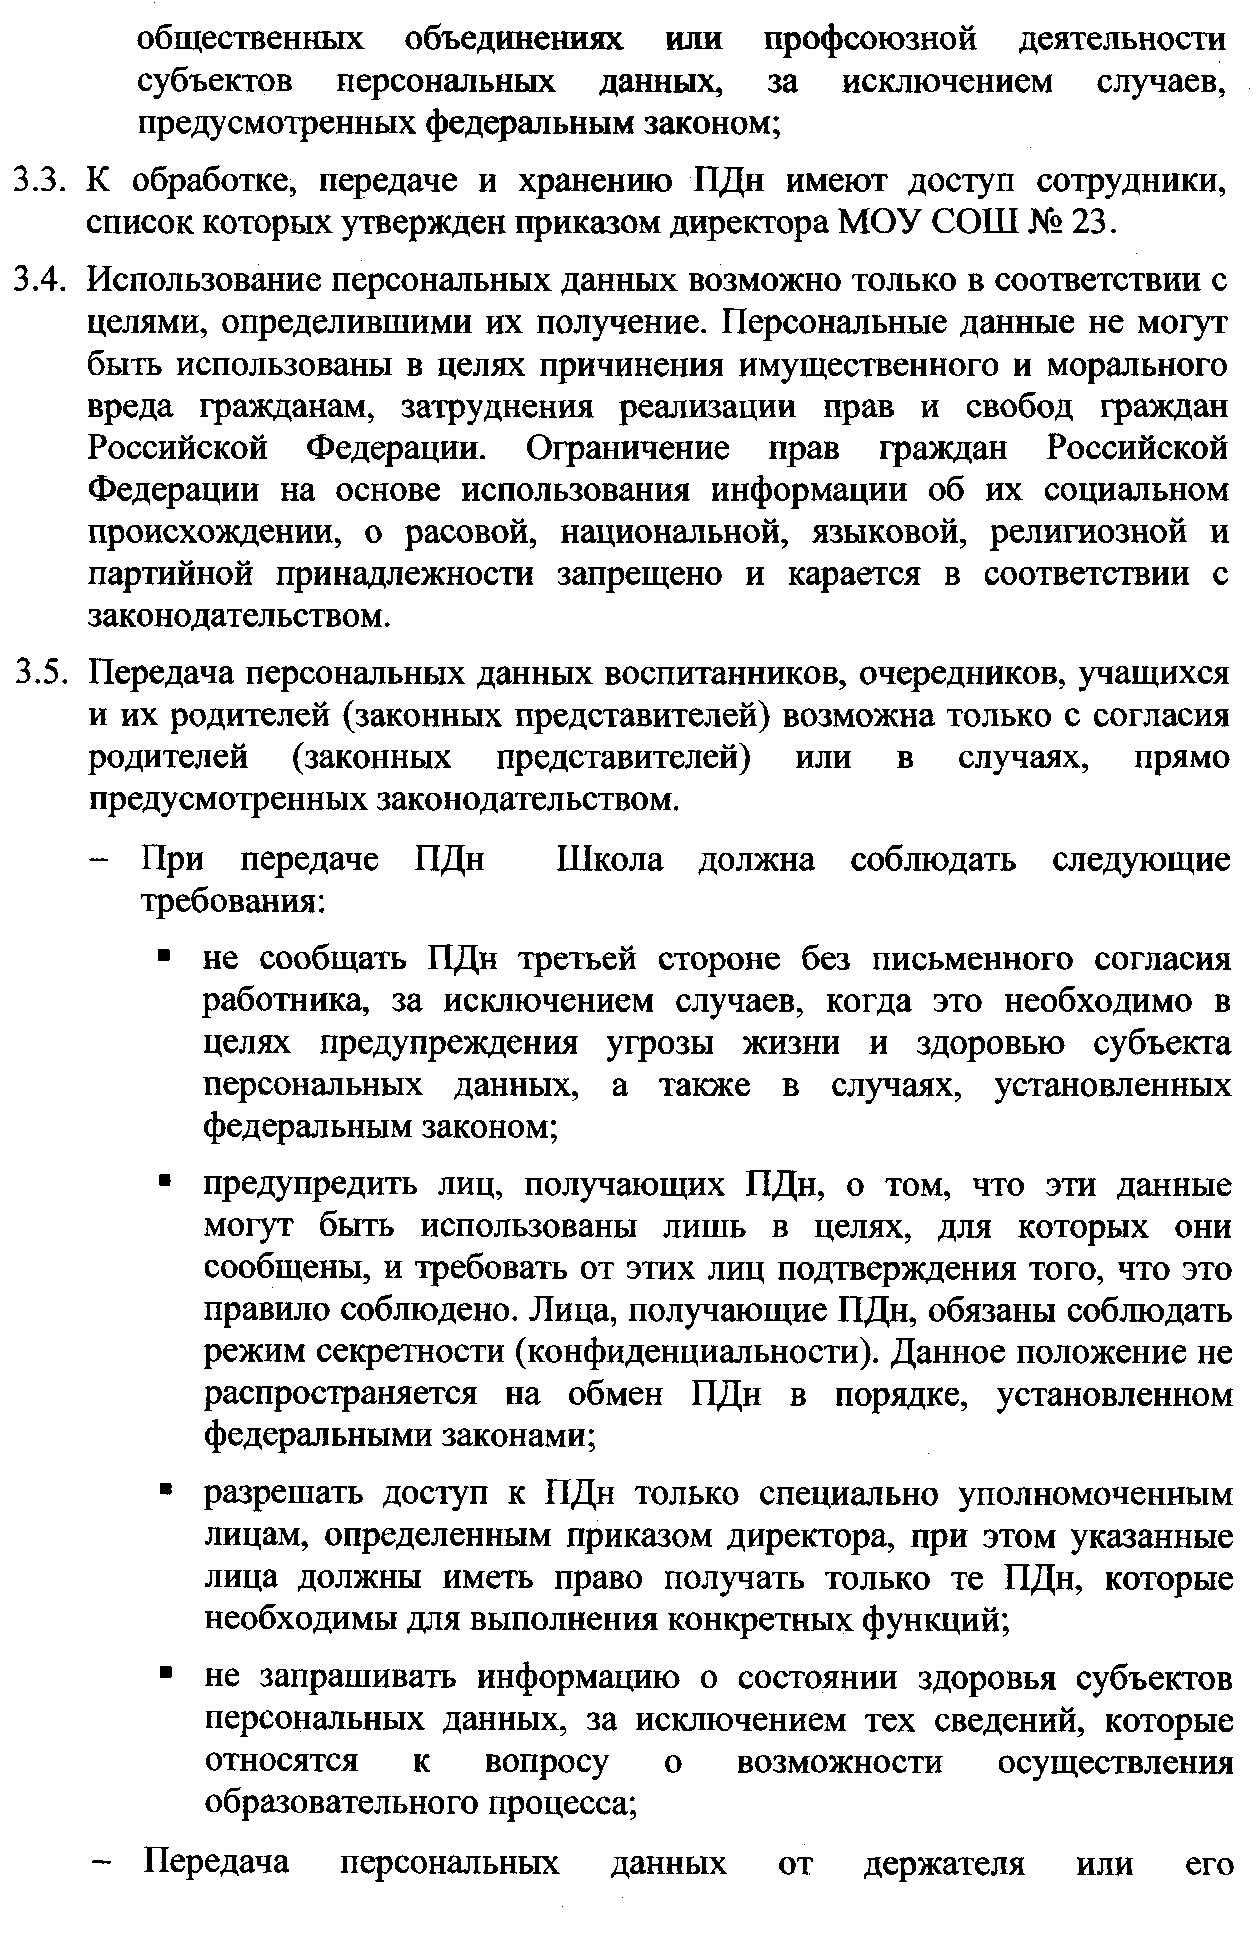 общественных объединениях или профсоюзной деятельности
субъектов персональных данных, за исключением случаев,
предусмотренных федеральным законом;
3.3. К обработке, передаче и хранению ПДн имеют доступ сотрудники,
список которых утвержден приказом директора МОУ СОШ № 23.
3.4. Использование персональных данных возможно только в соответствии с
целями, определившими их получение. Персональные данные не могут
быть использованы в целях причинения имущественного и морального
вреда гражданам, затруднения реализации прав и свобод граждан
Российской Федерации. Ограничение прав граждан Российской
Федерации на основе использования информации об их социальном
происхождении, о расовой, национальной, языковой, религиозной и
партийной принадлежности запрещено и карается в соответствии с
законодательством.
3.5. Передача персональных данных воспитанников, очередников, учащихся
и их родителей (законных представителей) возможна только с согласия
родителей (законных представителей) или в случаях, прямо
предусмотренных законодательством.
– При передаче ПДн Школа должна соблюдать следующие
требования:
▪ не сообщать ПДн третьей стороне без письменного согласия
работника, за исключением случаев, когда это необходимо в
целях предупреждения угрозы жизни и здоровью субъекта
персональных данных, а также в случаях, установленных
федеральным законом;
▪ предупредить лиц, получающих ПДн, о том, что эти данные
могут быть использованы лишь в целях, для которых они
сообщены, и требовать от этих лиц подтверждения того, что это
правило соблюдено. Лица, получающие ПДн, обязаны соблюдать
режим секретности (конфиденциальности). Данное положение не
распространяется на обмен ПДн в порядке, установленном
федеральными законами;
▪ разрешать доступ к ПДн только специально уполномоченным
лицам, определенным приказом директора, при этом указанные
лица должны иметь право получать только те ПДн, которые
необходимы для выполнения конкретных функций;
▪ не запрашивать информацию о состоянии здоровья субъектов
персональных данных, за исключением тех сведений, которые
относятся к вопросу о возможности осуществления
образовательного процесса;
– Передача персональных данных от держателя или его